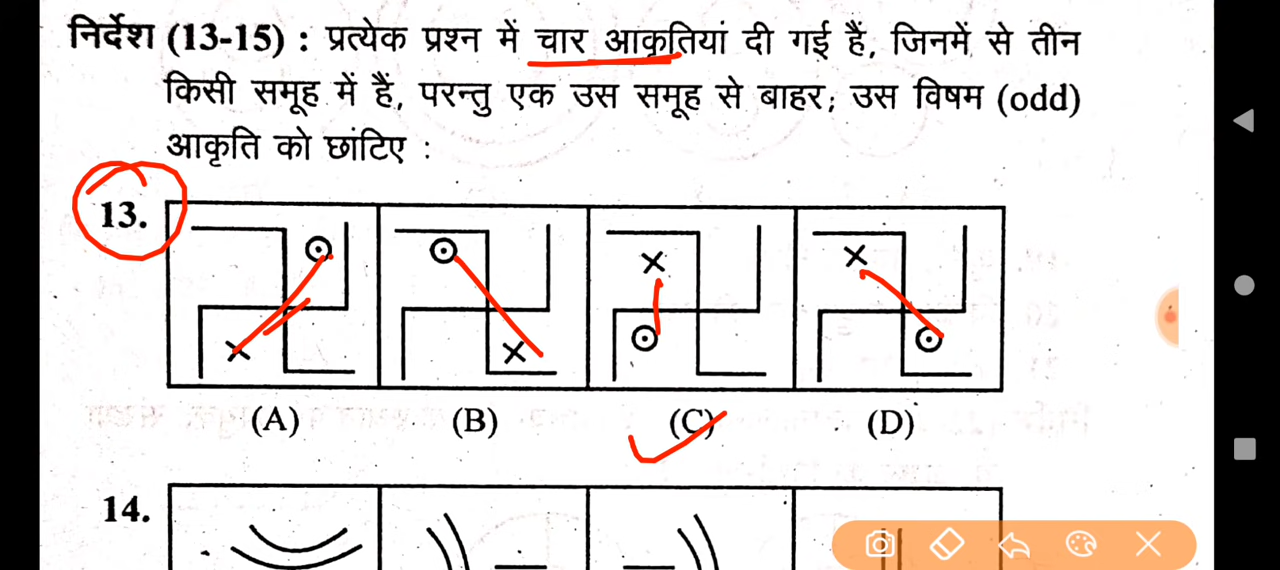 निर्देश (13-15) : प्रत्येक प्रश्न में चार आकृतियां दी गई हैं, जिनमें से तीन
किसी समूह में हैं, परन्तु एक उस समूह से बाहर; उस विषम (odd)
आकृति को छांटिए :
13.
(A) (B) (C) (D)
14.